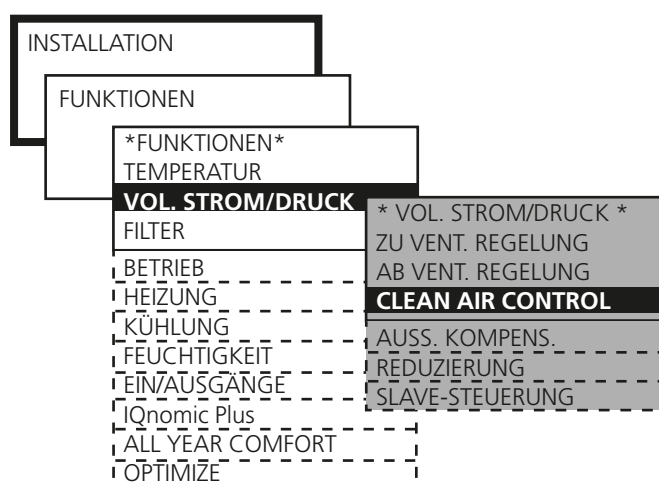 INSTALLATION
FUNKTIONEN
*FUNKTIONEN*
TEMPERATUR
VOL. STROM/DRUCK
FILTER
BETRIEB
HEIZUNG
KÜHLUNG
FEUCHTIGKEIT
EIN/AUSGÄNGE
IQnomic Plus
ALL YEAR COMFORT
OPTIMIZE
* VOL. STROM/DRUCK *
ZU VENT. REGELUNG
AB VENT. REGELUNG
CLEAN AIR CONTROL
AUSS. KOMPENS.
REDUZIERUNG
SLAVE-STEUERUNG